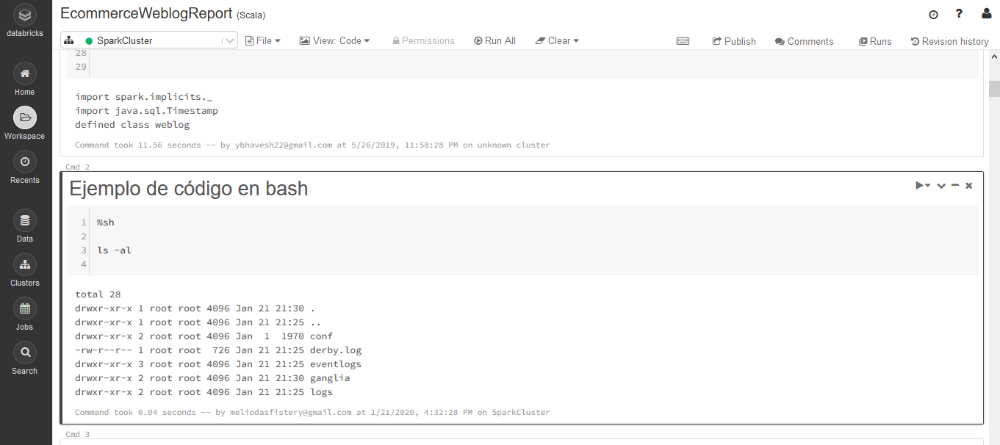 databricks
Home
Workspace
Recents
Data
Clusters
Jobs
Search
EcommerceWeblogReport (Scala)
?
SparkCluster File View: Code Permissions Run All Clear Publish Comments Runs Revision history
28
29
import spark.implicits._
import java.sql.Timestamp
defined class weblog
Command took 11.56 seconds -- by ybhavesh22@gmail.com at 5/26/2019, 11:58:28 PM on unknown cluster
Cmd 2
Ejemplo de código en bash
1 %sh
2
3 ls -al
4
total 28
drwxr-xr-x 1 root root 4096 Jan 21 21:30 .
drwxr-xr-x 1 root root 4096 Jan 21 21:25 ..
drwxr-xr-x 2 root root 4096 Jan  1  1970 conf
-rw-r--r-- 1 root root  726 Jan 21 21:25 derby.log
drwxr-xr-x 3 root root 4096 Jan 21 21:25 eventlogs
drwxr-xr-x 2 root root 4096 Jan 21 21:30 ganglia
drwxr-xr-x 2 root root 4096 Jan 21 21:25 logs
Command took 0.04 seconds -- by meliodasfistery@gmail.com at 1/21/2020, 4:32:28 PM on SparkCluster
Cmd 3